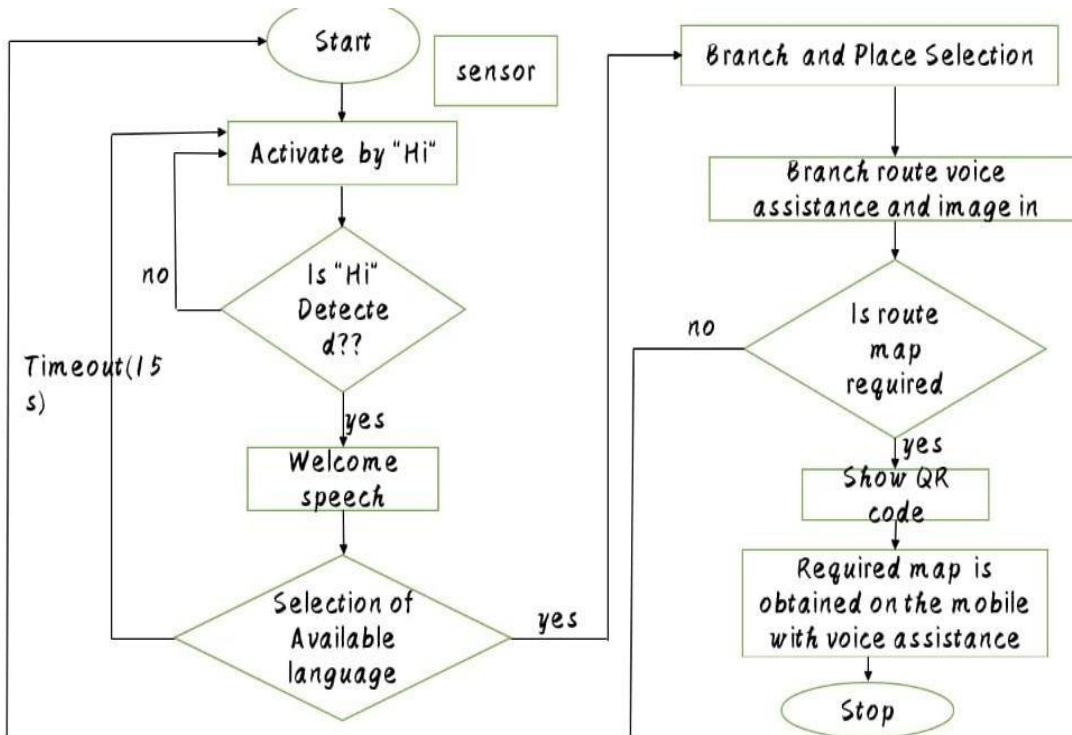 Start
sensor
Activate by "Hi"
Is "Hi"
Detecte
d??
no
Timeout(15
s)
yes
Welcome
speech
Selection of
Available
language
yes
Branch and Place Selection
Branch route voice
assistance and image in
Is route
map
required
no
yes
Show QR
code
Required map is
obtained on the mobile
with voice assistance
Stop